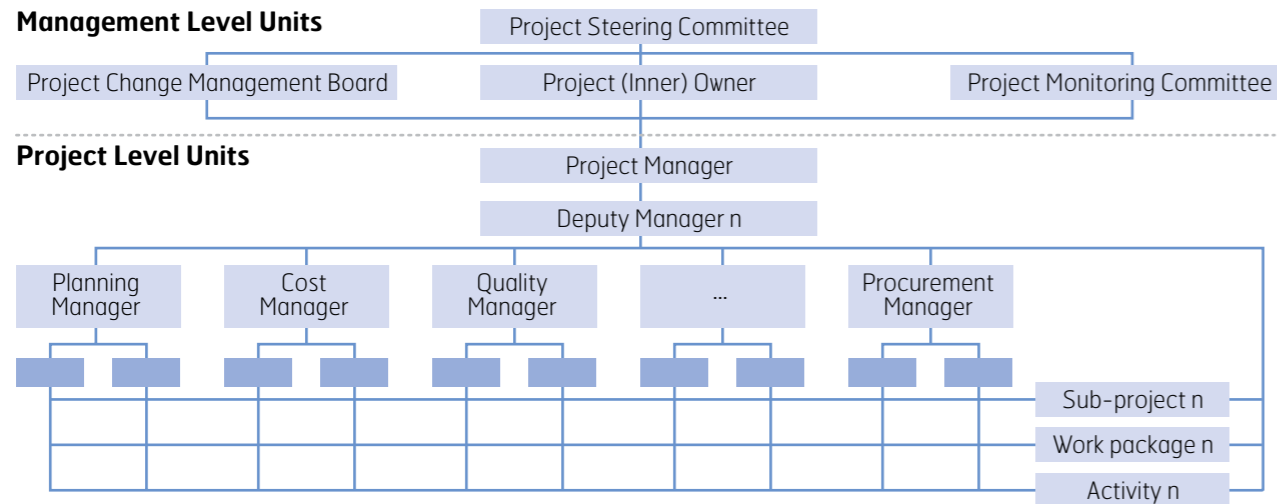 Management Level Units
Project Steering Committee
Project Change Management Board
Project (Inner) Owner
Project Monitoring Committee
Project Level Units
Project Manager
Deputy Manager n
Planning
Manager
Cost
Manager
Quality
Manager
...
Procurement
Manager
Sub-project n
Work package n
Activity n